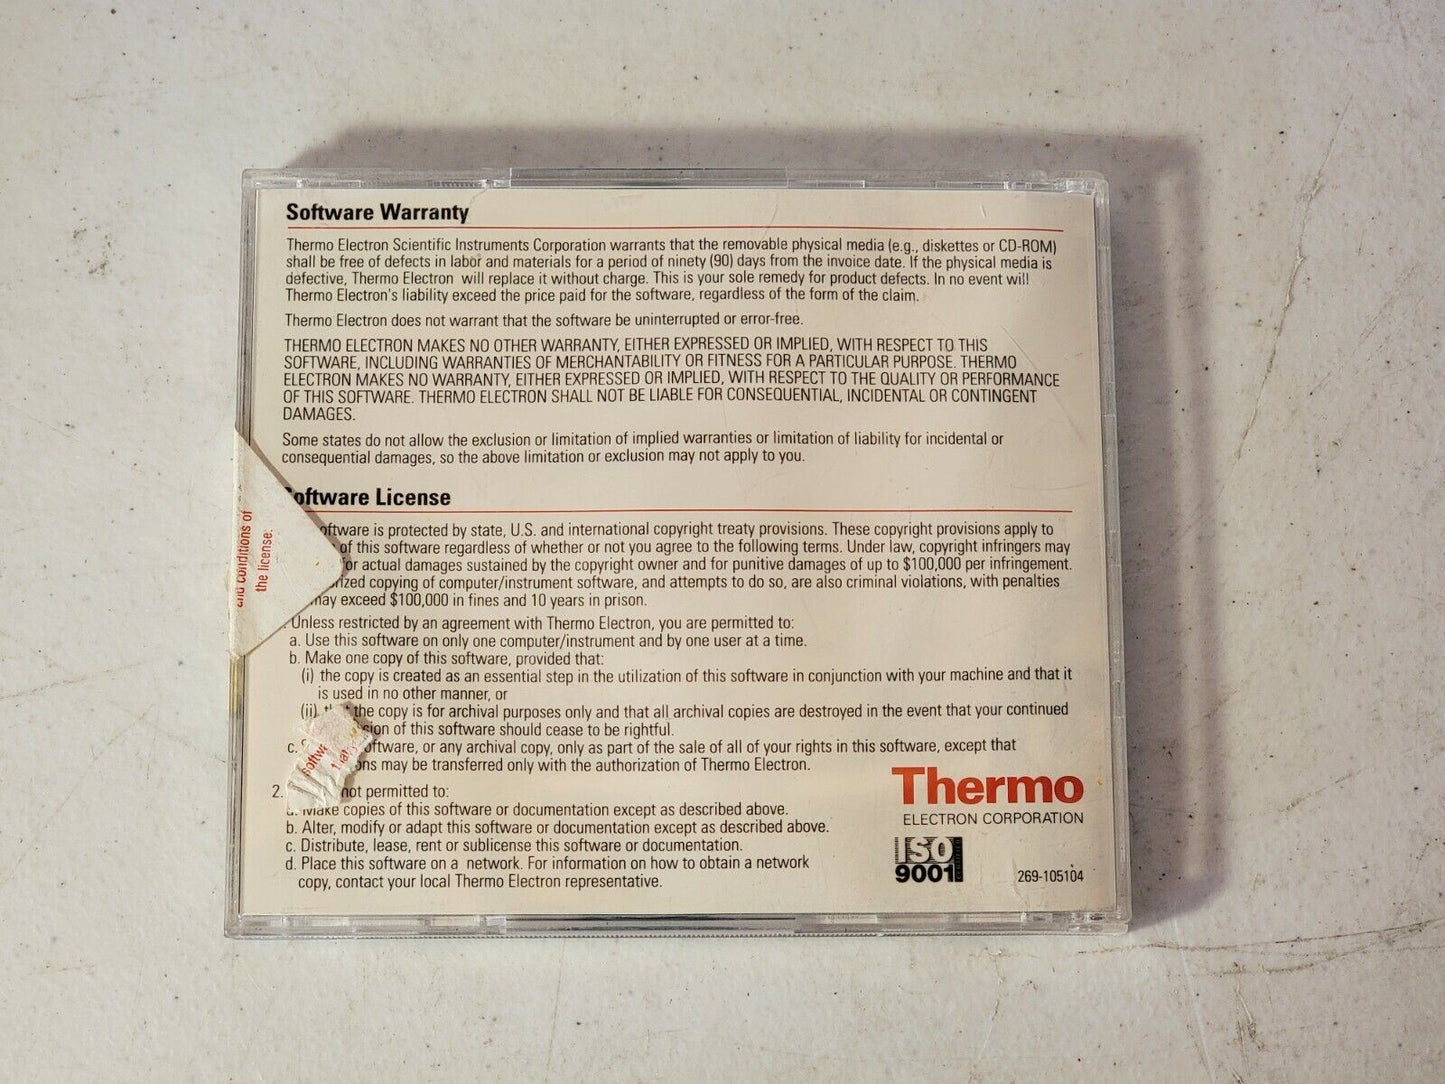 Software Warranty
Thermo Electron Scientific Instruments Corporation warrants that the removable physical media (e.g., diskettes or CD-ROM)
shall be free of defects in labor and materials for a period of ninety (90) days from the invoice date. If the physical media is
defective, Thermo Electron will replace it without charge. This is your sole remedy for product defects. In no event will
Thermo Electron's liability exceed the price paid for the software, regardless of the form of the claim.
Thermo Electron does not warrant that the software be uninterrupted or error-free.
THERMO ELECTRON MAKES NO OTHER WARRANTY, EITHER EXPRESSED OR IMPLIED, WITH RESPECT TO THIS
SOFTWARE, INCLUDING WARRANTIES OF MERCHANTABILITY OR FITNESS FOR A PARTICULAR PURPOSE. THERMO
ELECTRON MAKES NO WARRANTY, EITHER EXPRESSED OR IMPLIED, WITH RESPECT TO THE QUALITY OR PERFORMANCE
OF THIS SOFTWARE. THERMO ELECTRON SHALL NOT BE LIABLE FOR CONSEQUENTIAL, INCIDENTAL OR CONTINGENT
DAMAGES.
Some states do not allow the exclusion or limitation of implied warranties or limitation of liability for incidental or
consequential damages, so the above limitation or exclusion may not apply to you.
Software License
software is protected by state, U.S. and international copyright treaty provisions. These copyright provisions apply to
of this software regardless of whether or not you agree to the following terms. Under law, copyright infringers may
for actual damages sustained by the copyright owner and for punitive damages of up to $100,000 per infringement.
copying of computer/instrument software, and attempts to do so, are also criminal violations, with penalties
may exceed $100,000 in fines and 10 years in prison.
Unless restricted by an agreement with Thermo Electron, you are permitted to:
a. Use this software on only one computer/instrument and by one user at a time.
b. Make one copy of this software, provided that:
(i) the copy is created as an essential step in the utilization of this software in conjunction with your machine and that it
is used in no other manner, or
(ii) that the copy is for archival purposes only and that all archival copies are destroyed in the event that your continued
of this software should cease to be rightful.
c. software, or any archival copy, only as part of the sale of all of your rights in this software, except that
may be transferred only with the authorization of Thermo Electron.
2. not permitted to:
a. Make copies of this software or documentation except as described above.
b. Alter, modify or adapt this software or documentation except as described above.
c. Distribute, lease, rent or sublicense this software or documentation.
d. Place this software on a network. For information on how to obtain a network
copy, contact your local Thermo Electron representative.
and conditions of
the license.
Thermo
ELECTRON CORPORATION
ISO
9001
269-105104